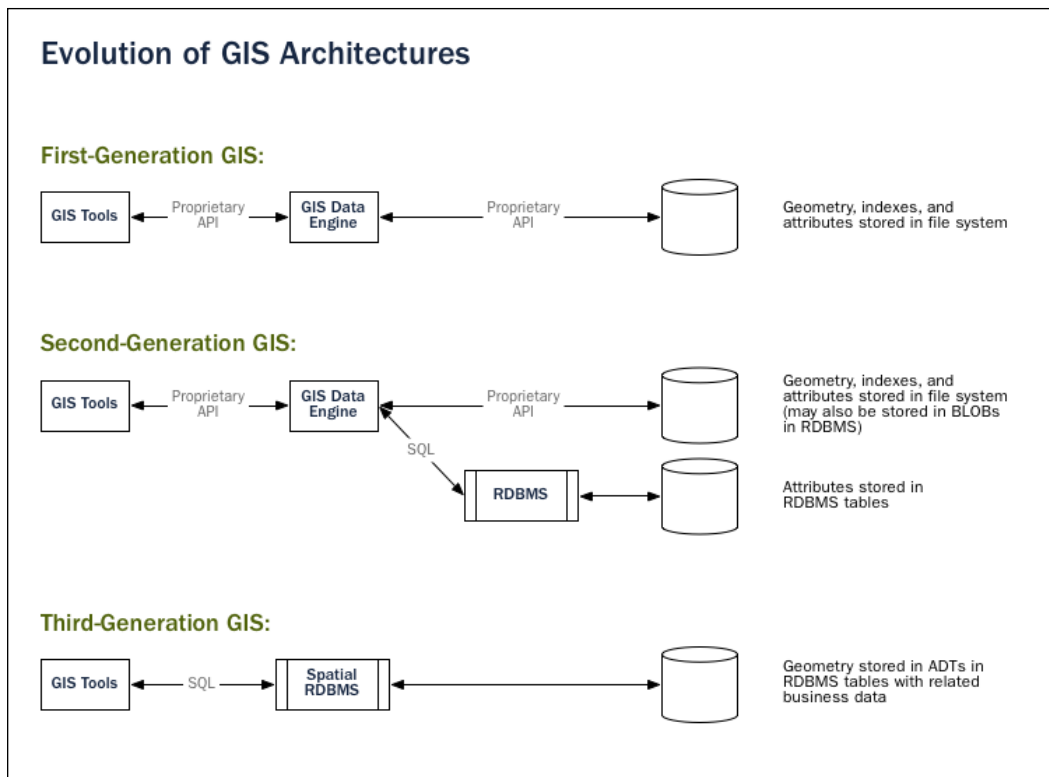 Evolution of GIS Architectures
First-Generation GIS:
GIS Tools
Proprietary
API
GIS Data
Engine
Proprietary
API
Geometry, indexes, and
attributes stored in file system
Second-Generation GIS:
GIS Tools
Proprietary
API
GIS Data
Engine
Proprietary
API
Geometry, indexes, and
attributes stored in file system
(may also be stored in BLOBs
in RDBMS)
SQL
RDBMS
Attributes stored in
RDBMS tables
Third-Generation GIS:
GIS Tools
SQL
Spatial
RDBMS
Geometry stored in ADTs in
RDBMS tables with related
business data